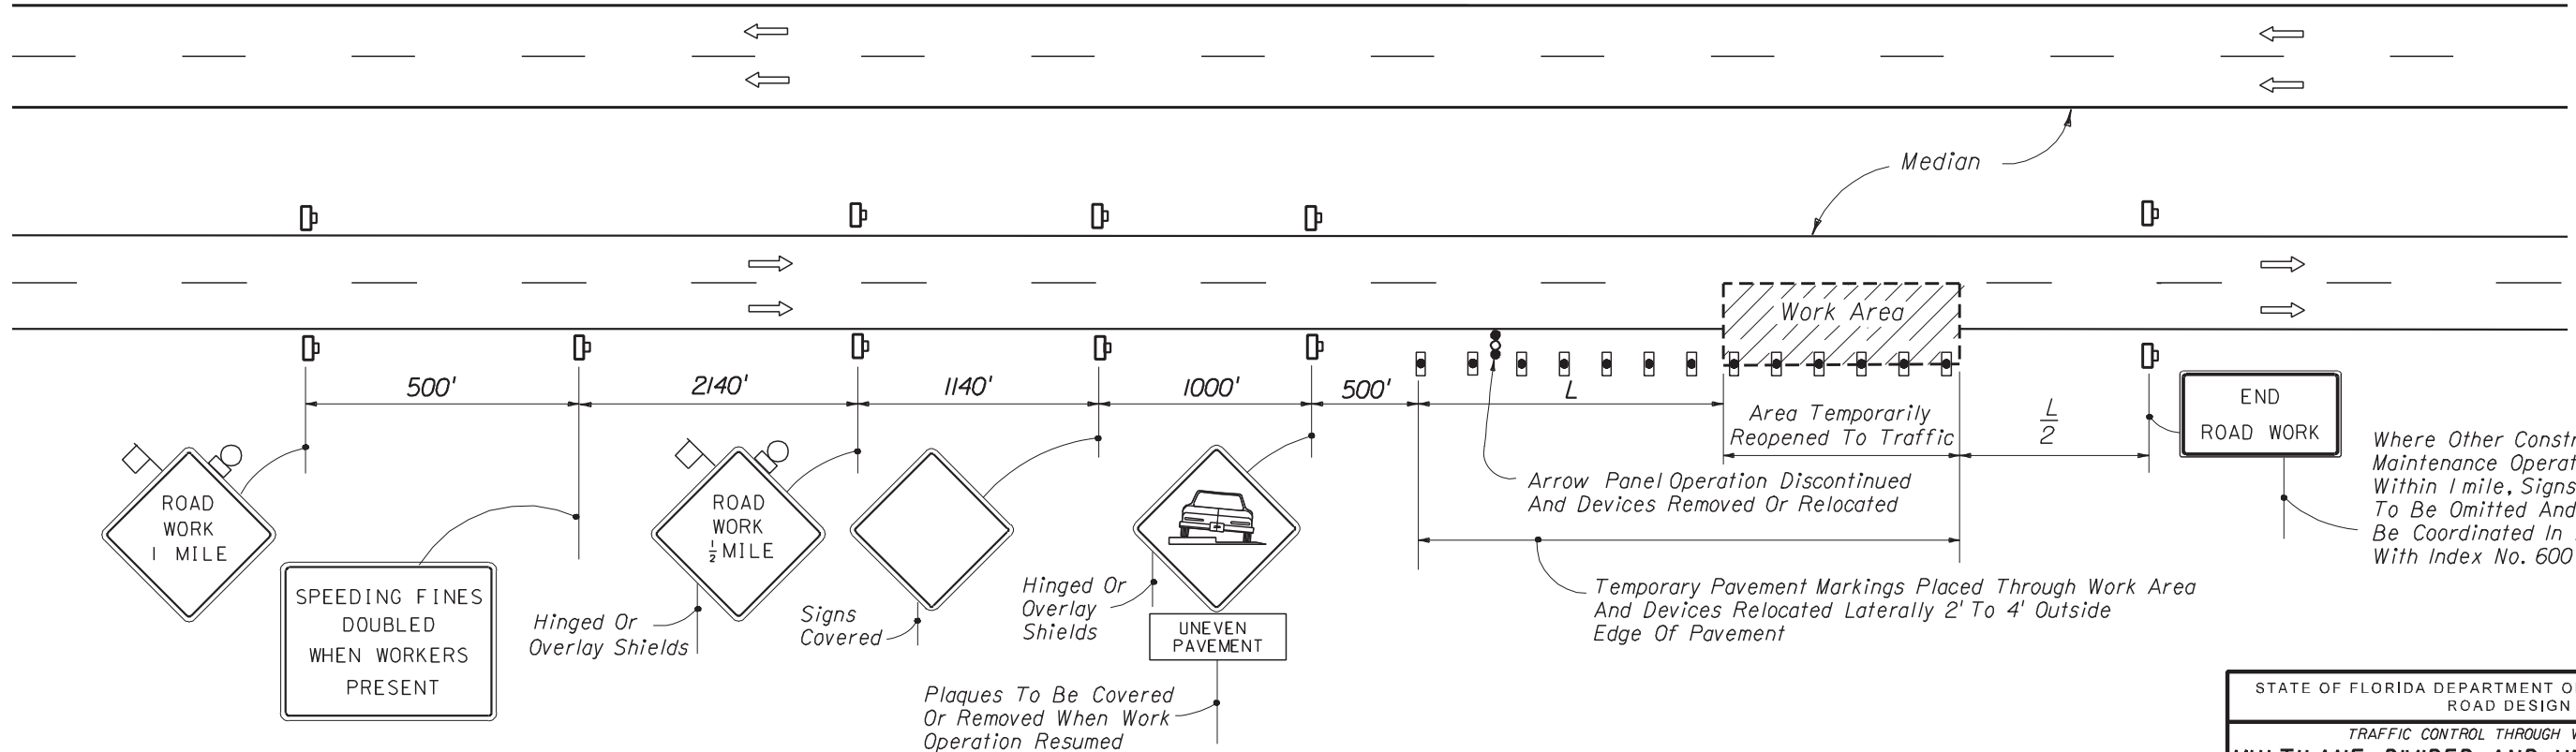 Median
500'
2140'
1140'
1000'
500'
L
Work Area
Area Temporarily
Reopened To Traffic
L
2
END
ROAD WORK
Where Other
Maintenance
Within 1 mile, Signs
To Be Omitted And
Be Coordinated In
With Index No. 600
Arrow Panel Operation Discontinued
And Devices Removed Or Relocated
Temporary Pavement Markings Placed Through Work Area
And Devices Relocated Laterally 2' To 4' Outside
Edge Of Pavement
ROAD
WORK
1 MILE
SPEEDING FINES
DOUBLED
WHEN WORKERS
PRESENT
ROAD
WORK
1/2 MILE
Hinged Or
Overlay Shields
Signs
Covered
Hinged Or
Overlay
Shields
UNEVEN
PAVEMENT
Plaques To Be Covered
Or Removed When Work
Operation Resumed
STATE OF FLORIDA DEPARTMENT
ROAD DESIGN
TRAFFIC CONTROL THROUGH
MULTILANE DIVIDED AND